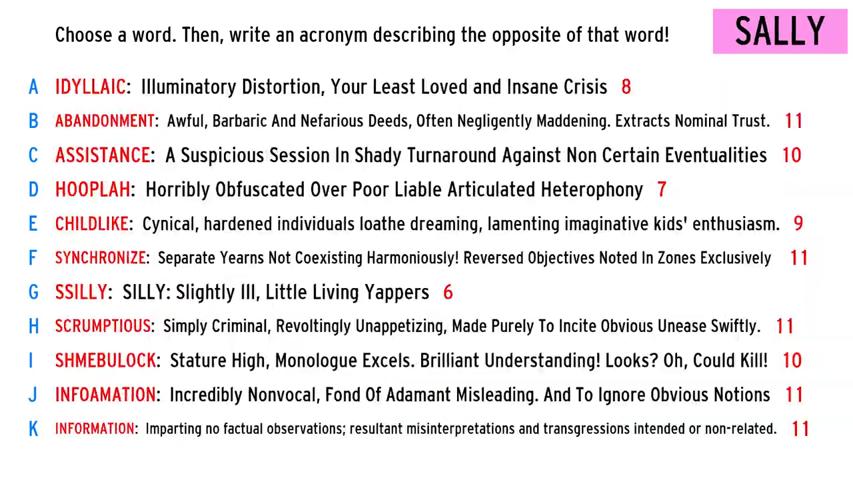 Choose a word. Then, write an acronym describing the opposite of that word!
SALLY
A IDYLLAIC: Illuminatory Distortion, Your Least Loved and Insane Crisis 8
B ABANDONMENT: Awful, Barbaric And Nefarious Deeds, Often Negligently Maddening. Extracts Nominal Trust. 11
C ASSISTANCE: A Suspicious Session In Shady Turnaround Against Non Certain Eventualities 10
D HOOPLAH: Horribly Obfuscated Over Poor Liable Articulated Heterophony 7
E CHILDLIKE: Cynical, hardened individuals loathe dreaming, lamenting imaginative kids' enthusiasm. 9
F SYNCHRONIZE: Separate Yearns Not Coexisting Harmoniously! Reversed Objectives Noted In Zones Exclusively 11
G SSILLY: SILLY: Slightly Ill, Little Living Yappers 6
H SCRUMPTIOUS: Simply Criminal, Revoltingly Unappetizing, Made Purely To Incite Obvious Unease Swiftly. 11
I SHMEBULOCK: Stature High, Monologue Excels. Brilliant Understanding! Looks? Oh, Could Kill! 10
J INFOAMATION: Incredibly Nonvocal, Fond Of Adamant Misleading. And To Ignore Obvious Notions 11
K INFORMATION: Imparting no factual observations; resultant misinterpretations and transgressions intended or non-related. 11